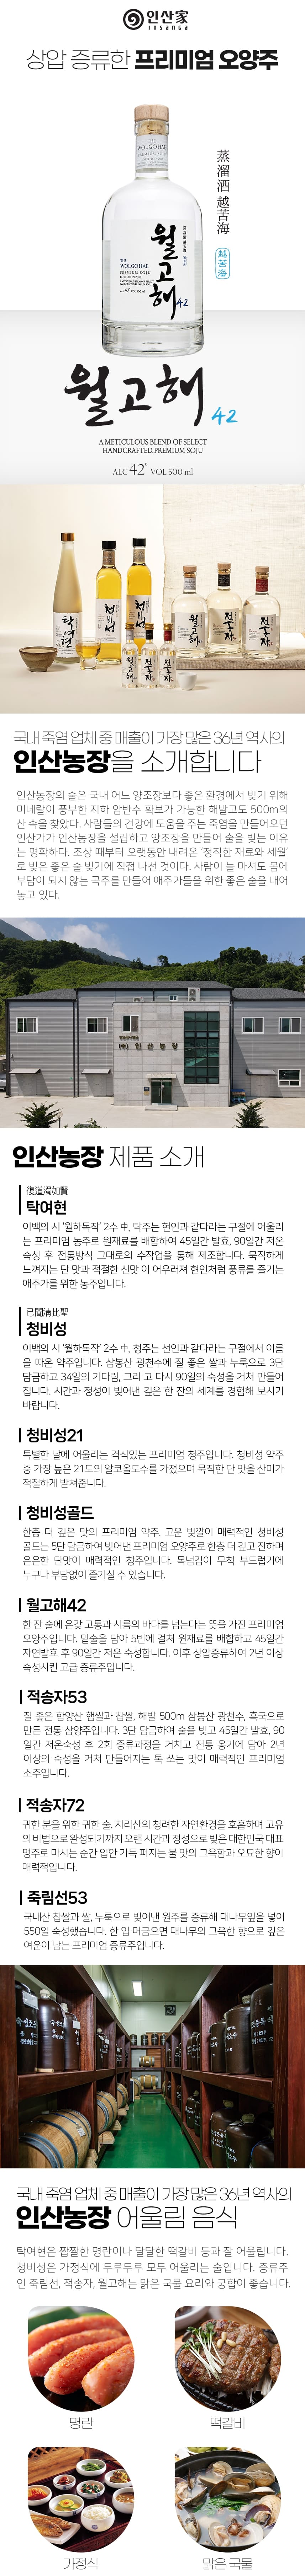 인산家
INSANGA
상압 증류한 프리미엄 오양주
蒸溜酒 越苦海
越苦海
THE
WOLGOHAE
PREMIUM SOJU
월고해 42
월고해 42
A METICULOUS BLEND OF SELECT
HANDCRAFTED.PREMIUM SOJU
ALC 42° VOL 500 ml
탁여현
청비성
청비성
월고해
적송자
월고해
적송자
국내 죽염 업체 중 매출이 가장 많은 36년 역사의
인산농장을 소개합니다
인산농장의 술은 국내 어느 양조장보다 좋은 환경에서 빚기 위해
미네랄이 풍부한 지하 암반수 확보가 가능한 해발고도 500m의
산 속을 찾았다. 사람들의 건강에 도움을 주는 죽염을 만들어오던
인산가가 인산농장을 설립하고 양조장을 만들어 술을 빚는 이유
는 명확하다. 조상 때부터 오랫동안 내려온 ‘정직한 재료와 세월’
로 빚은 좋은 술 빚기에 직접 나선 것이다. 사람이 늘 마셔도 몸에
부담이 되지 않는 곡주를 만들어 애주가들을 위한 좋은 술을 내어
놓고 있다.
(주)인산농장
인산농장 제품 소개
復道濁如賢
탁여현
이백의 시 ‘월하독작’ 2수 中, 탁주는 현인과 같다라는 구절에 어울리
는 프리미엄 농주로 원재료를 배합하여 45일간 발효, 90일간 저온
숙성 후 전통방식 그대로의 수작업을 통해 제조합니다. 묵직하게
느껴지는 단 맛과 적절한 신맛 이 어우러져 현인처럼 풍류를 즐기는
애주가를 위한 농주입니다.
已聞淸比聖
청비성
이백의 시 ‘월하독작’ 2수 中, 청주는 선인과 같다라는 구절에서 이름
을 따온 약주입니다. 삼봉산 광천수에 질 좋은 쌀과 누룩으로 3단
담금하고 34일의 기다림, 그리 고 다시 90일의 숙성을 거쳐 만들어
집니다. 시간과 정성이 빚어낸 깊은 한 잔의 세계를 경험해 보시기
바랍니다.
청비성21
특별한 날에 어울리는 격식있는 프리미엄 청주입니다. 청비성 약주
중 가장 높은 21도의 알코올도수를 가졌으며 묵직한 단 맛을 산미가
적절하게 받쳐줍니다.
청비성골드
한층 더 깊은 맛의 프리미엄 약주. 고운 빛깔이 매력적인 청비성
골드는 5단 담금하여 빚어낸 프리미엄 오양주로 한층 더 깊고 진하며
은은한 단맛이 매력적인 청주입니다. 목넘김이 무척 부드럽기에
누구나 부담없이 즐기실 수 있습니다.
월고해42
한 잔 술에 온갖 고통과 시름의 바다를 넘는다는 뜻을 가진 프리미엄
오양주입니다. 밑술을 담아 5번에 걸쳐 원재료를 배합하고 45일간
자연발효 후 90일간 저온 숙성합니다. 이후 상압증류하여 2년 이상
숙성시킨 고급 증류주입니다.
적송자53
질 좋은 함양산 햅쌀과 찹쌀, 해발 500m 삼봉산 광천수, 흑국으로
만든 전통 삼양주입니다. 3단 담금하여 술을 빚고 45일간 발효, 90
일간 저온숙성 후 2회 증류과정을 거치고 전통 옹기에 담아 2년
이상의 숙성을 거쳐 만들어지는 톡 쏘는 맛이 매력적인 프리미엄
소주입니다.
적송자72
귀한 분을 위한 귀한 술. 지리산의 청려한 자연환경을 호흡하며 고유
의 비법으로 완성되기까지 오랜 시간과 정성으로 빚은 대한민국 대표
명주로 마시는 순간 입안 가득 퍼지는 불 맛의 그윽함과 오묘한 향이
매력적입니다.
죽림선53
국내산 찹쌀과 쌀, 누룩으로 빚어낸 원주를 증류해 대나무잎을 넣어
550일 숙성했습니다. 한 입 머금으면 대나무의 그윽한 향으로 깊은
여운이 남는 프리미엄 증류주입니다.
국내 죽염 업체 중 매출이 가장 많은 36년 역사의
인산농장 어울림 음식
탁여현은 짭짤한 명란이나 달달한 떡갈비 등과 잘 어울립니다.
청비성은 가정식에 두루두루 모두 어울리는 술입니다. 증류주
인 죽림선, 적송자, 월고해는 맑은 국물 요리와 궁합이 좋습니다.
명란
떡갈비
가정식
맑은 국물